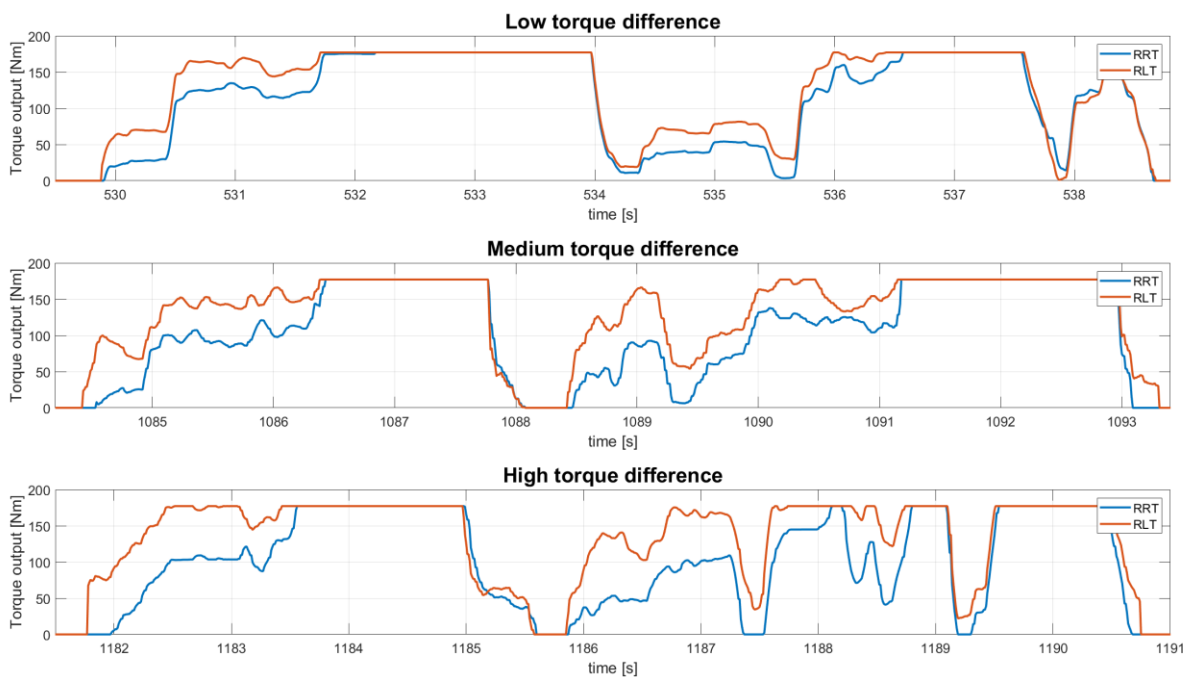 Low torque difference
Torque output [Nm]
200
150
100
50
0
RRT
RLT
530 531 532 533 534 535 536 537 538
time [s]
Medium torque difference
Torque output [Nm]
200
150
100
50
0
RRT
RLT
1085 1086 1087 1088 1089 1090 1091 1092 1093
time [s]
High torque difference
Torque output [Nm]
200
150
100
50
0
RRT
RLT
1182 1183 1184 1185 1186 1187 1188 1189 1190 1191
time [s]